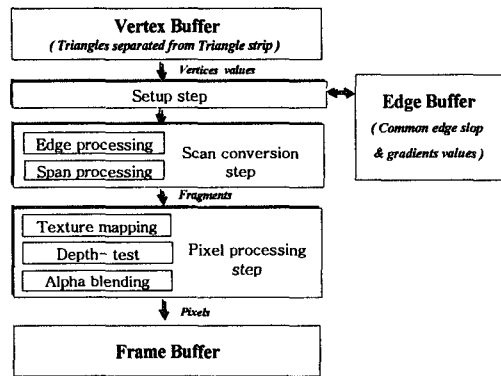 Vertex Buffer
( Triangles separated from Triangle strip )
Vertices values
Setup step
Edge Buffer
( Common edge slop
& gradients values )
Edge processing
Span processing
Scan conversion
step
Fragments
Texture mapping
Depth- test
Alpha blending
Pixel processing
step
Pixels
Frame Buffer